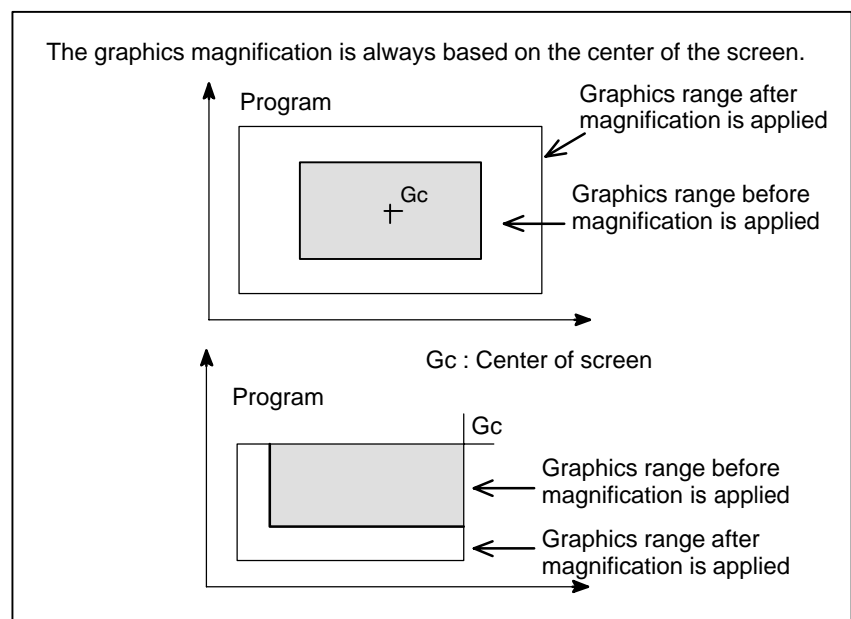 The graphics magnification is always based on the center of the screen.
Program
Graphics range after
magnification is applied
Gc
Graphics range before
magnification is applied
Gc : Center of screen
Program
Gc
Graphics range before
magnification is applied
Graphics range after
magnification is applied